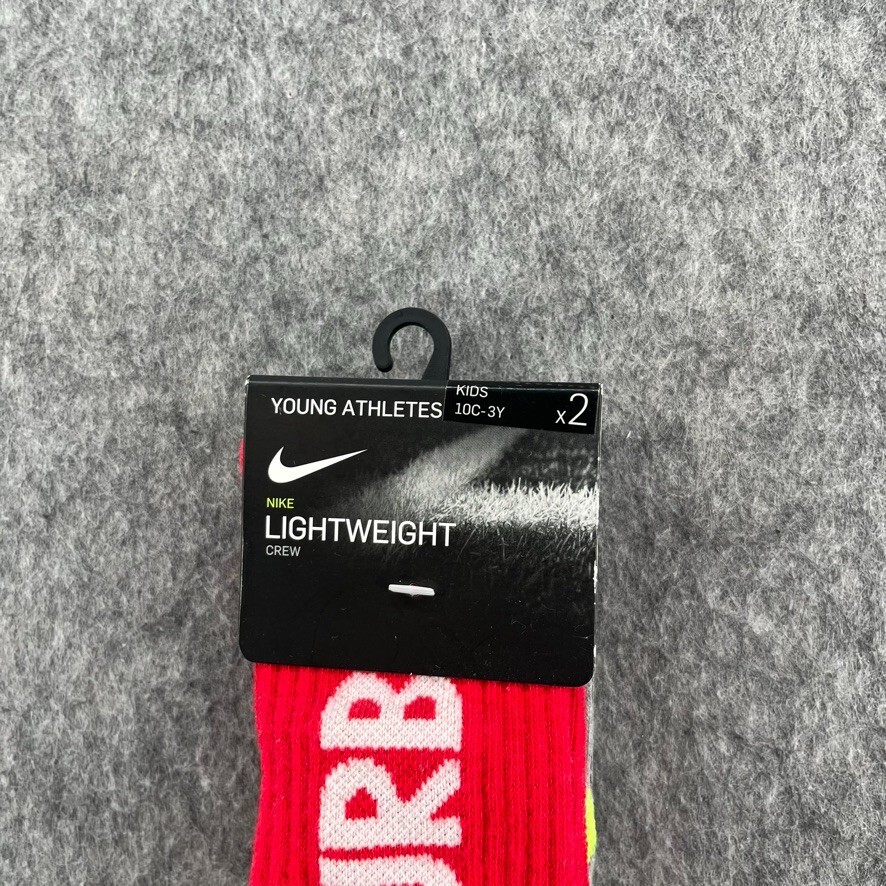 YOUNG ATHLETES
KIDS
10C-3Y
x2
NIKE
LIGHTWEIGHT
CREW